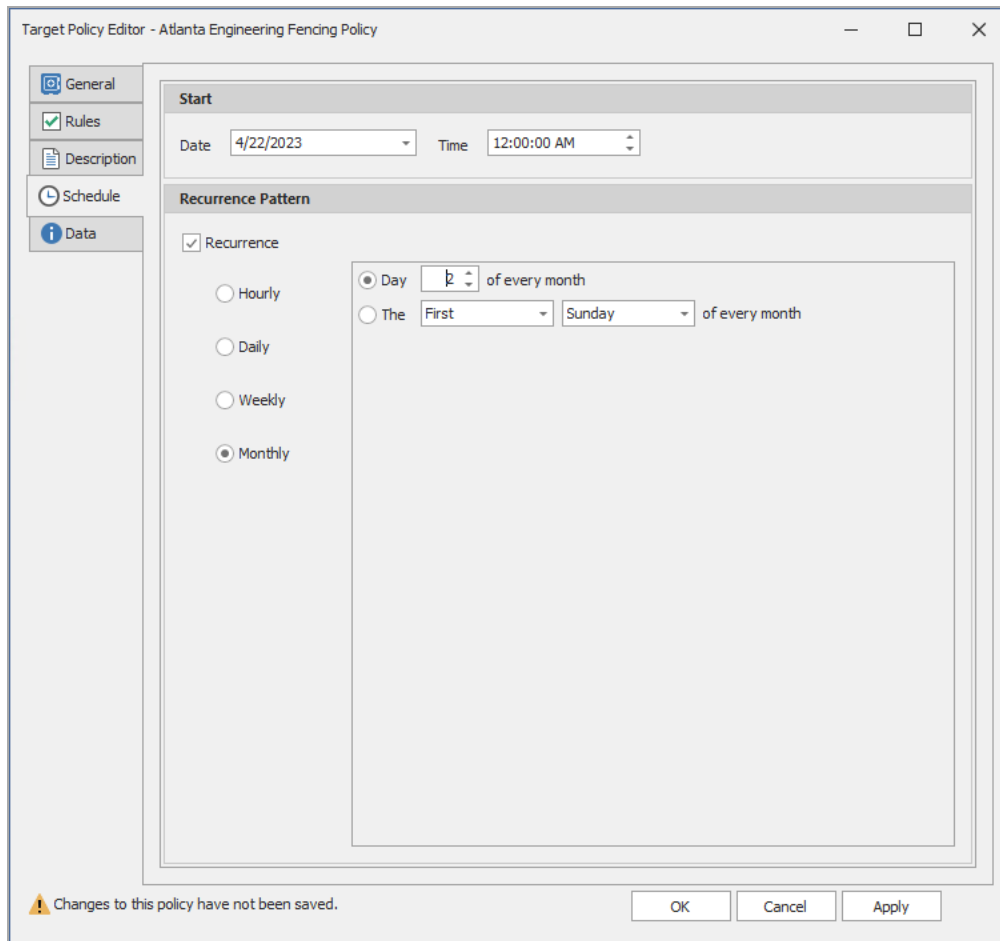 Target Policy Editor - Atlanta Engineering Fencing Policy
General
Rules
Description
Schedule
Data
Start
Date 4/22/2023 Time 12:00:00 AM
Recurrence Pattern
Recurrence
Hourly
Daily
Weekly
Monthly
Day 2 of every month
The First Sunday of every month
Changes to this policy have not been saved.
OK Cancel Apply